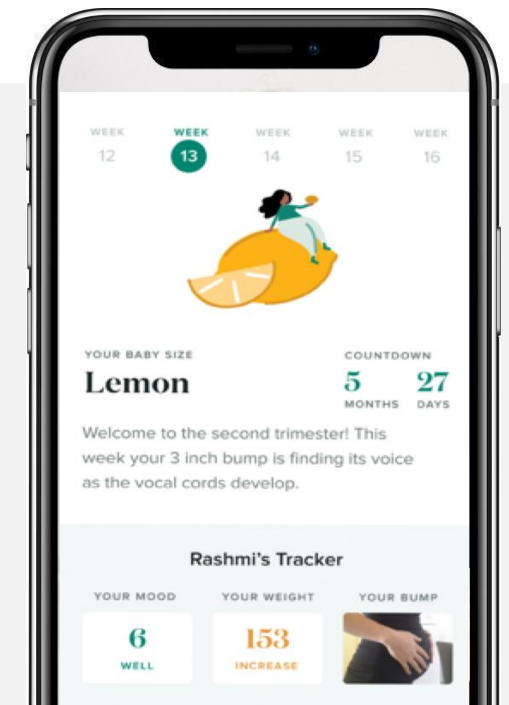 WEEK WEEK WEEK WEEK WEEK
12 13 14 15 16
YOUR BABY SIZE
Lemon
COUNTDOWN
5 27
MONTHS DAYS
Welcome to the second trimester! This
week your 3 inch bump is finding its voice
as the vocal cords develop.
Rashmi's Tracker
YOUR MOOD YOUR WEIGHT YOUR BUMP
6 153
WELL INCREASE